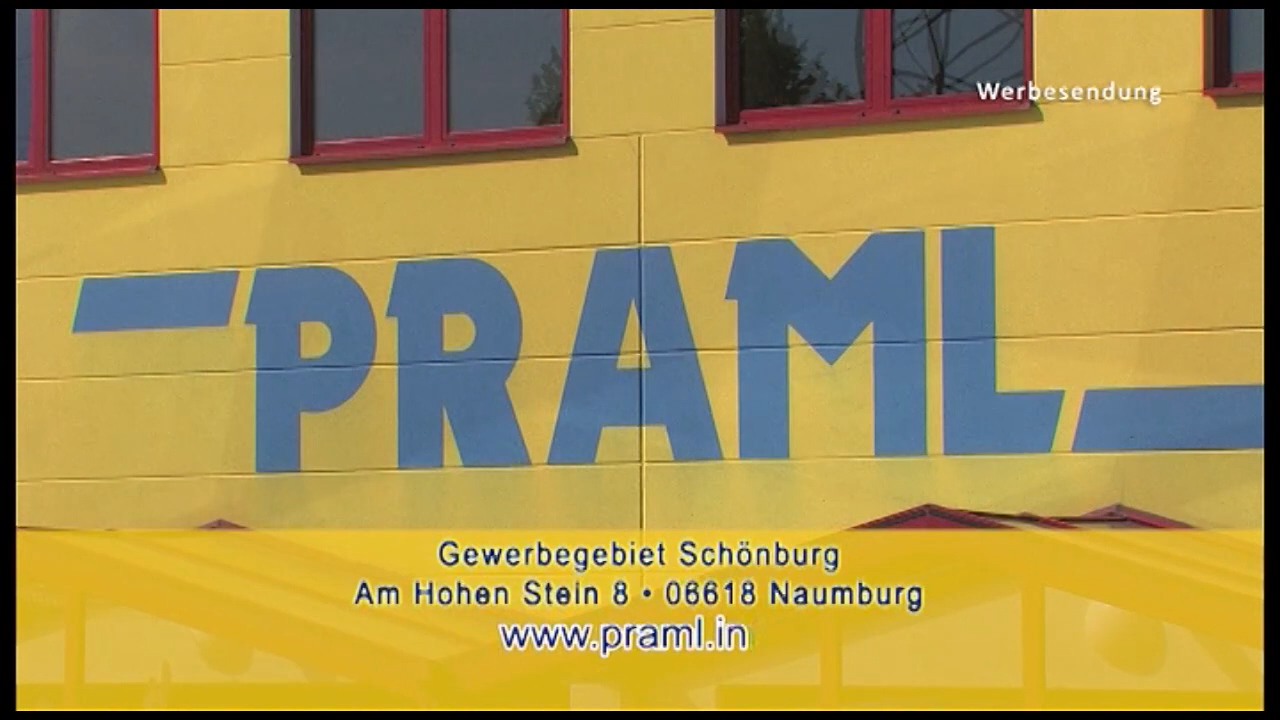 Werbesendung
PRAML
Gewerbegebiet Schönburg
Am Hohen Stein 8 • 06618 Naumburg
www.praml.in